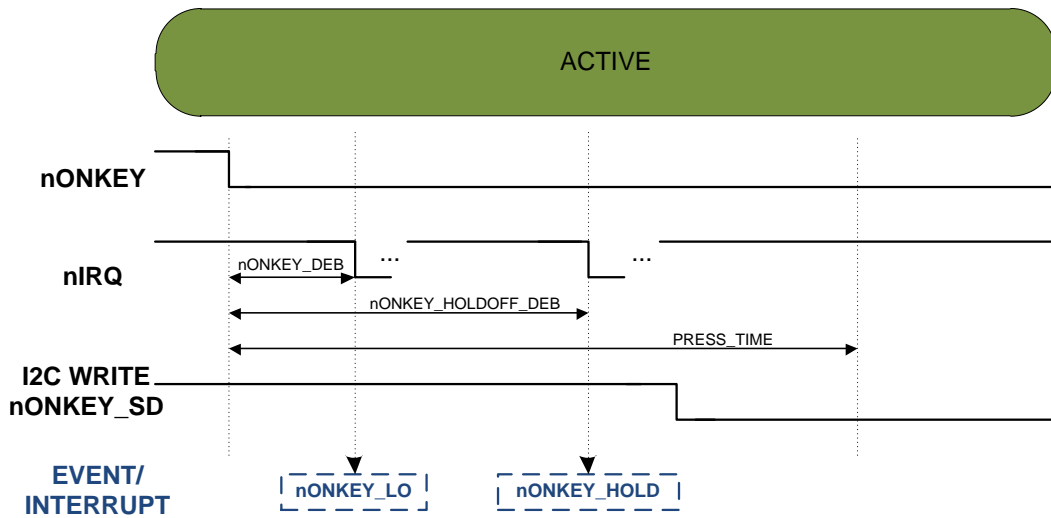 ACTIVE
nONKEY
nIRQ
...
...
nONKEY_DEB
nONKEY_HOLDOFF_DEB
PRESS_TIME
I2C WRITE
nONKEY_SD
EVENT/
INTERRUPT
nONKEY_LO
nONKEY_HOLD